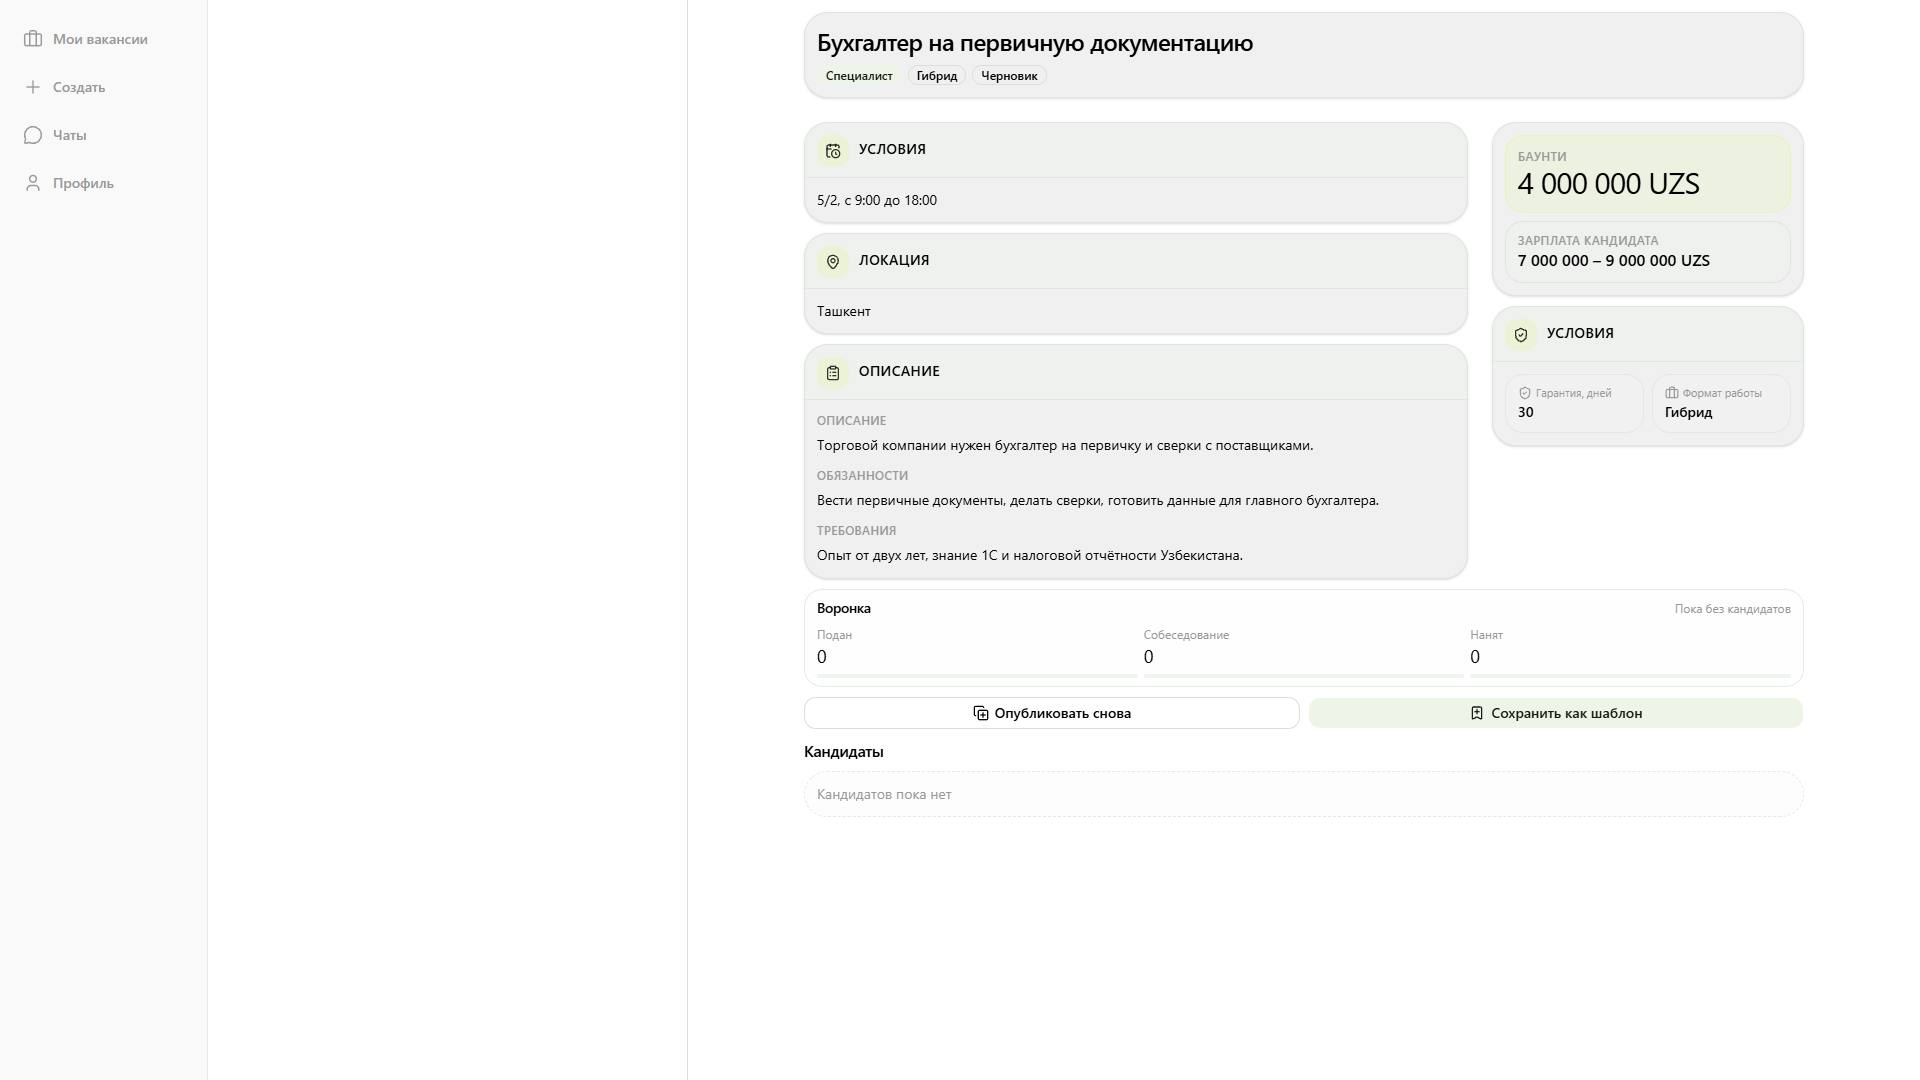 Мои вакансии
Создать
Чаты
Профиль
Бухгалтер на первичную документацию
Специалист Гибрид Черновик
УСЛОВИЯ
5/2, с 9:00 до 18:00
ЛОКАЦИЯ
Ташкент
ОПИСАНИЕ
ОПИСАНИЕ
Торговой компании нужен бухгалтер на первичку и сверки с поставщиками.
ОБЯЗАННОСТИ
Вести первичные документы, делать сверки, готовить данные для главного бухгалтера.
ТРЕБОВАНИЯ
Опыт от двух лет, знание 1С и налоговой отчётности Узбекистана.
БАУНТИ
4 000 000 UZS
ЗАРПЛАТА КАНДИДАТА
7 000 000 – 9 000 000 UZS
УСЛОВИЯ
Гарантия, дней
30
Формат работы
Гибрид
Воронка
Пока без кандидатов
Подан
0
Собеседование
0
Нанят
0
Опубликовать снова
Сохранить как шаблон
Кандидаты
Кандидатов пока нет